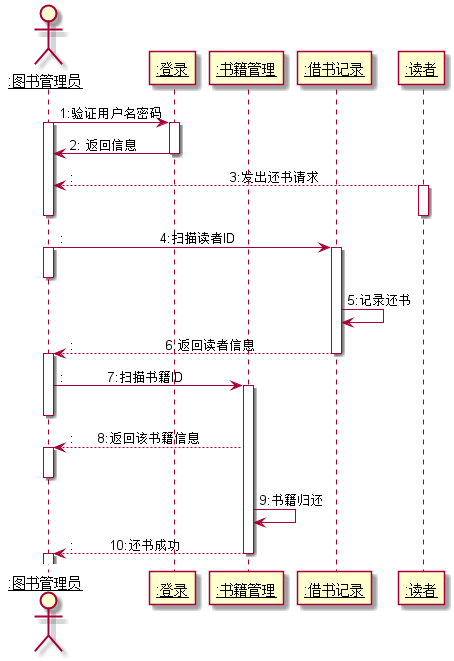 :图书管理员
:登录
:书籍管理
:借书记录
:读者
1:验证用户名密码
2: 返回信息
: 3:发出还书请求
: 4:扫描读者ID
5:记录还书
: 6:返回读者信息
: 7:扫描书籍ID
: 8:返回该书籍信息
9:书籍归还
: 10:还书成功
:图书管理员
:登录
:书籍管理
:借书记录
:读者